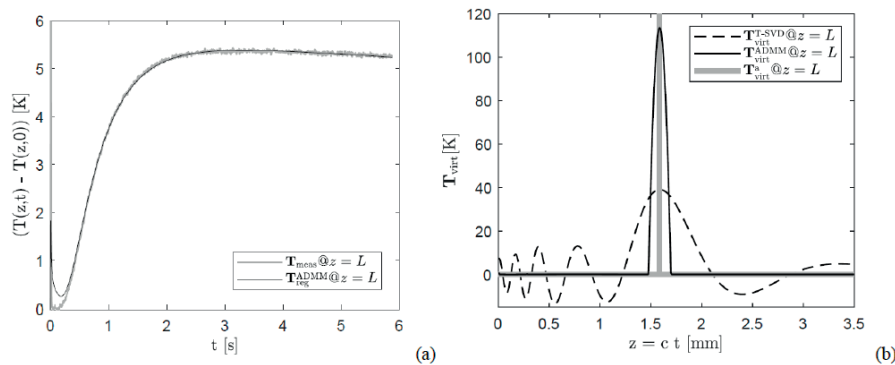 (T(z,t) - T(z,0)) [K]
6
5
4
3
2
1
0
T_meas@z = L
T_reg^ADMM@z = L
0 1 2 3 4 5 6
t [s]
(a)
T_virt[K]
120
100
80
60
40
20
0
T_virt^T-SVD@z = L
T_virt^ADMM@z = L
T_virt^a@z = L
0 0.5 1 1.5 2 2.5 3 3.5
z = c t [mm]
(b)